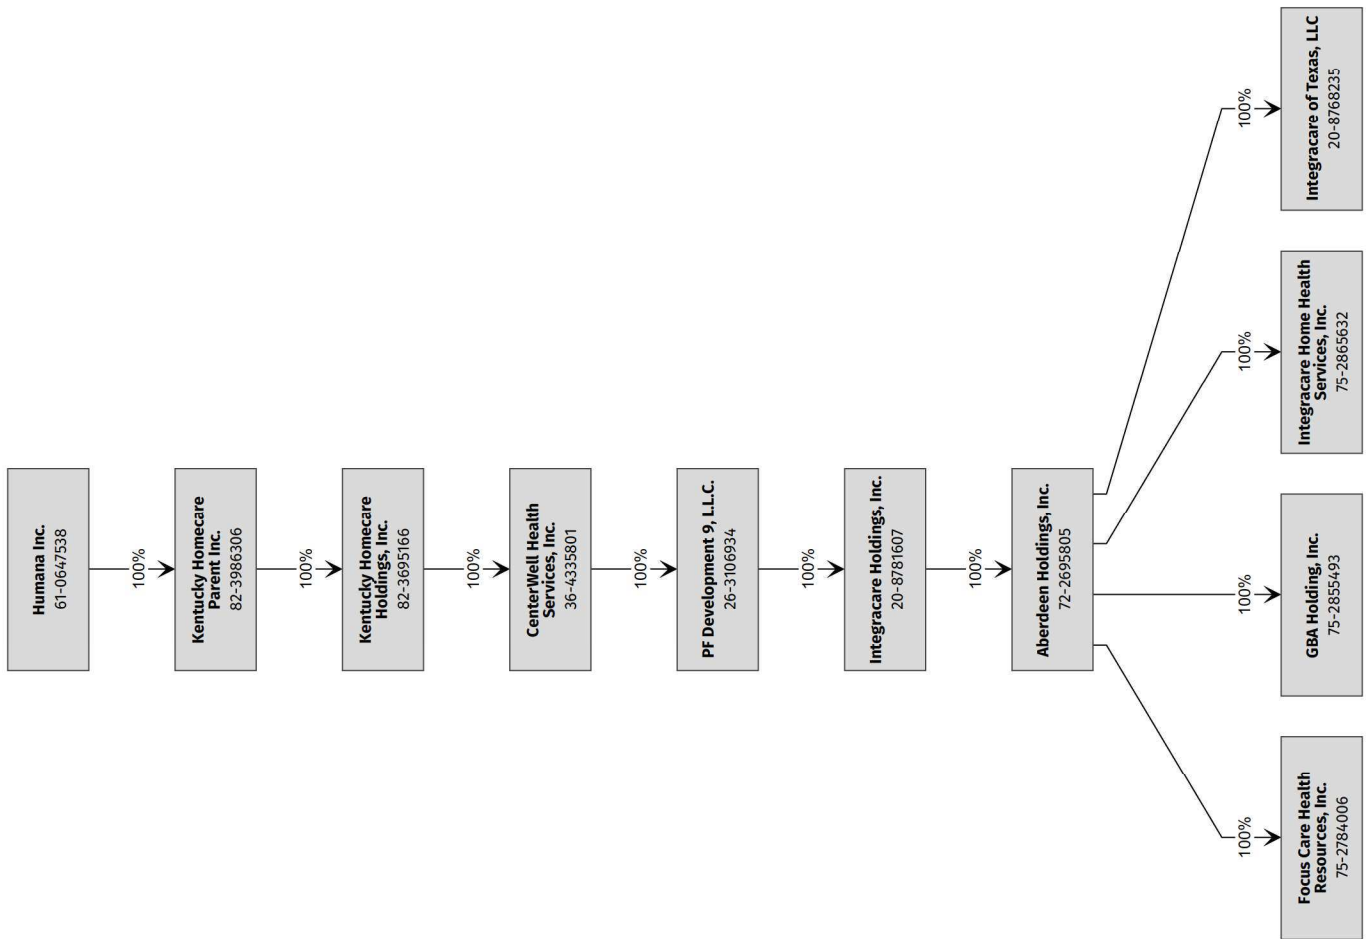 Humana Inc.
61-0647538
100%
Kentucky Homecare
Parent Inc.
82-3986306
100%
Kentucky Homecare
Holdings, Inc.
82-3695166
100%
CenterWell Health
Services, Inc.
36-4335801
100%
PF Development 9, L.L.C.
26-3106934
100%
Integracare Holdings, Inc.
20-8781607
100%
Aberdeen Holdings, Inc.
72-2695805
100%
Focus Care Health
Resources, Inc.
75-2784006
100%
GBA Holding, Inc.
75-2855493
100%
Integracare Home Health
Services, Inc.
75-2865632
100%
Integracare of Texas, LLC
20-8768235